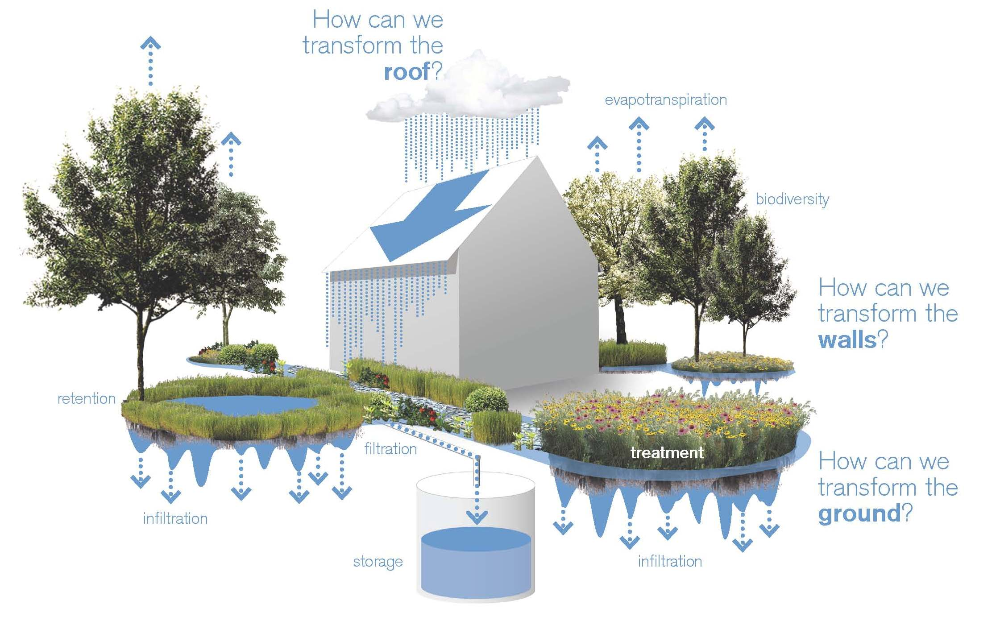 How can we
transform the
roof?
evapotranspiration
biodiversity
How can we
transform the
walls?
retention
filtration
treatment
How can we
transform the
ground?
infiltration
storage
infiltration